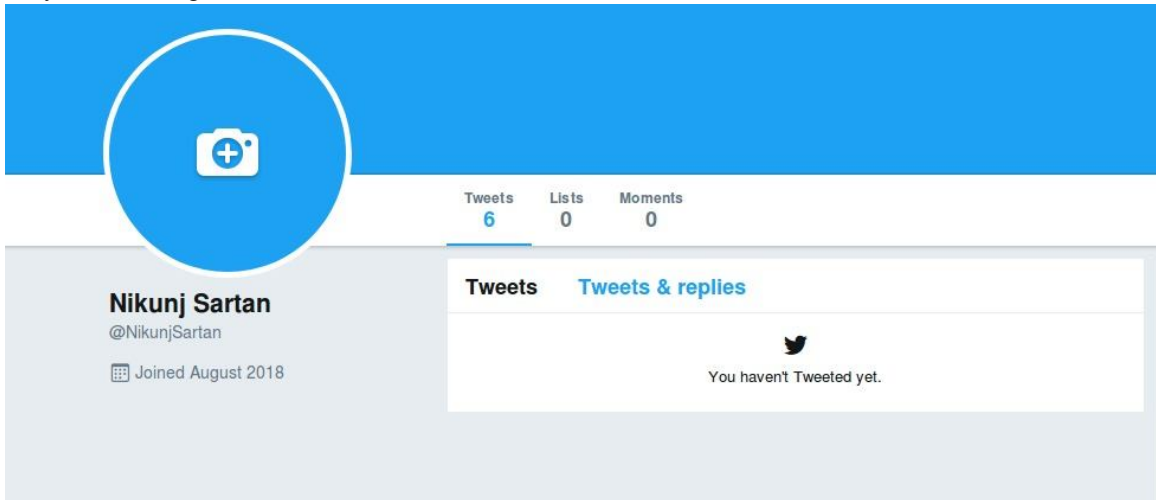 Tweets Lists Moments
6 0 0
Tweets Tweets & replies
Nikunj Sartan
@NikunjSartan
Joined August 2018
You haven't Tweeted yet.